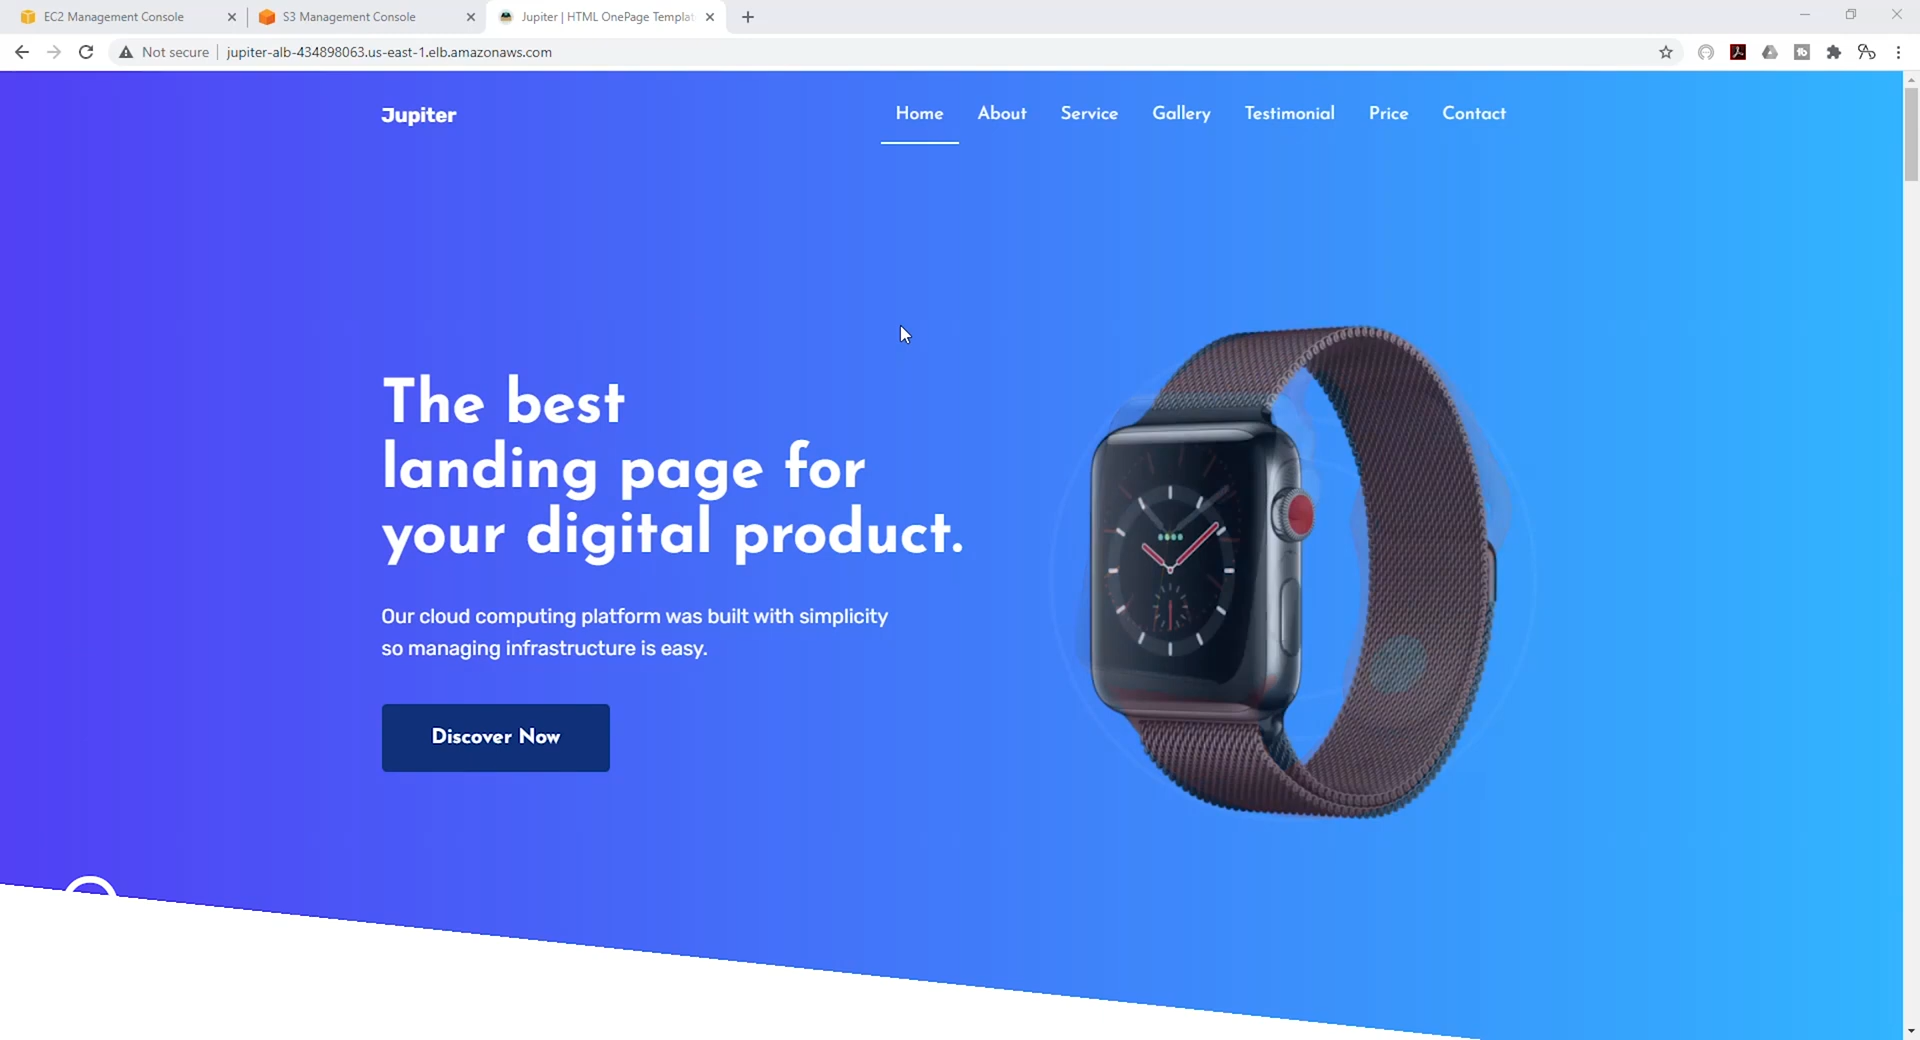 EC2 Management Console
S3 Management Console
Jupiter | HTML OnePage Templat
Not secure
jupiter-alb-434898063.us-east-1.elb.amazonaws.com
Jupiter
Home
About
Service
Gallery
Testimonial
Price
Contact
The best
landing page for
your digital product.
Our cloud computing platform was built with simplicity
so managing infrastructure is easy.
Discover Now